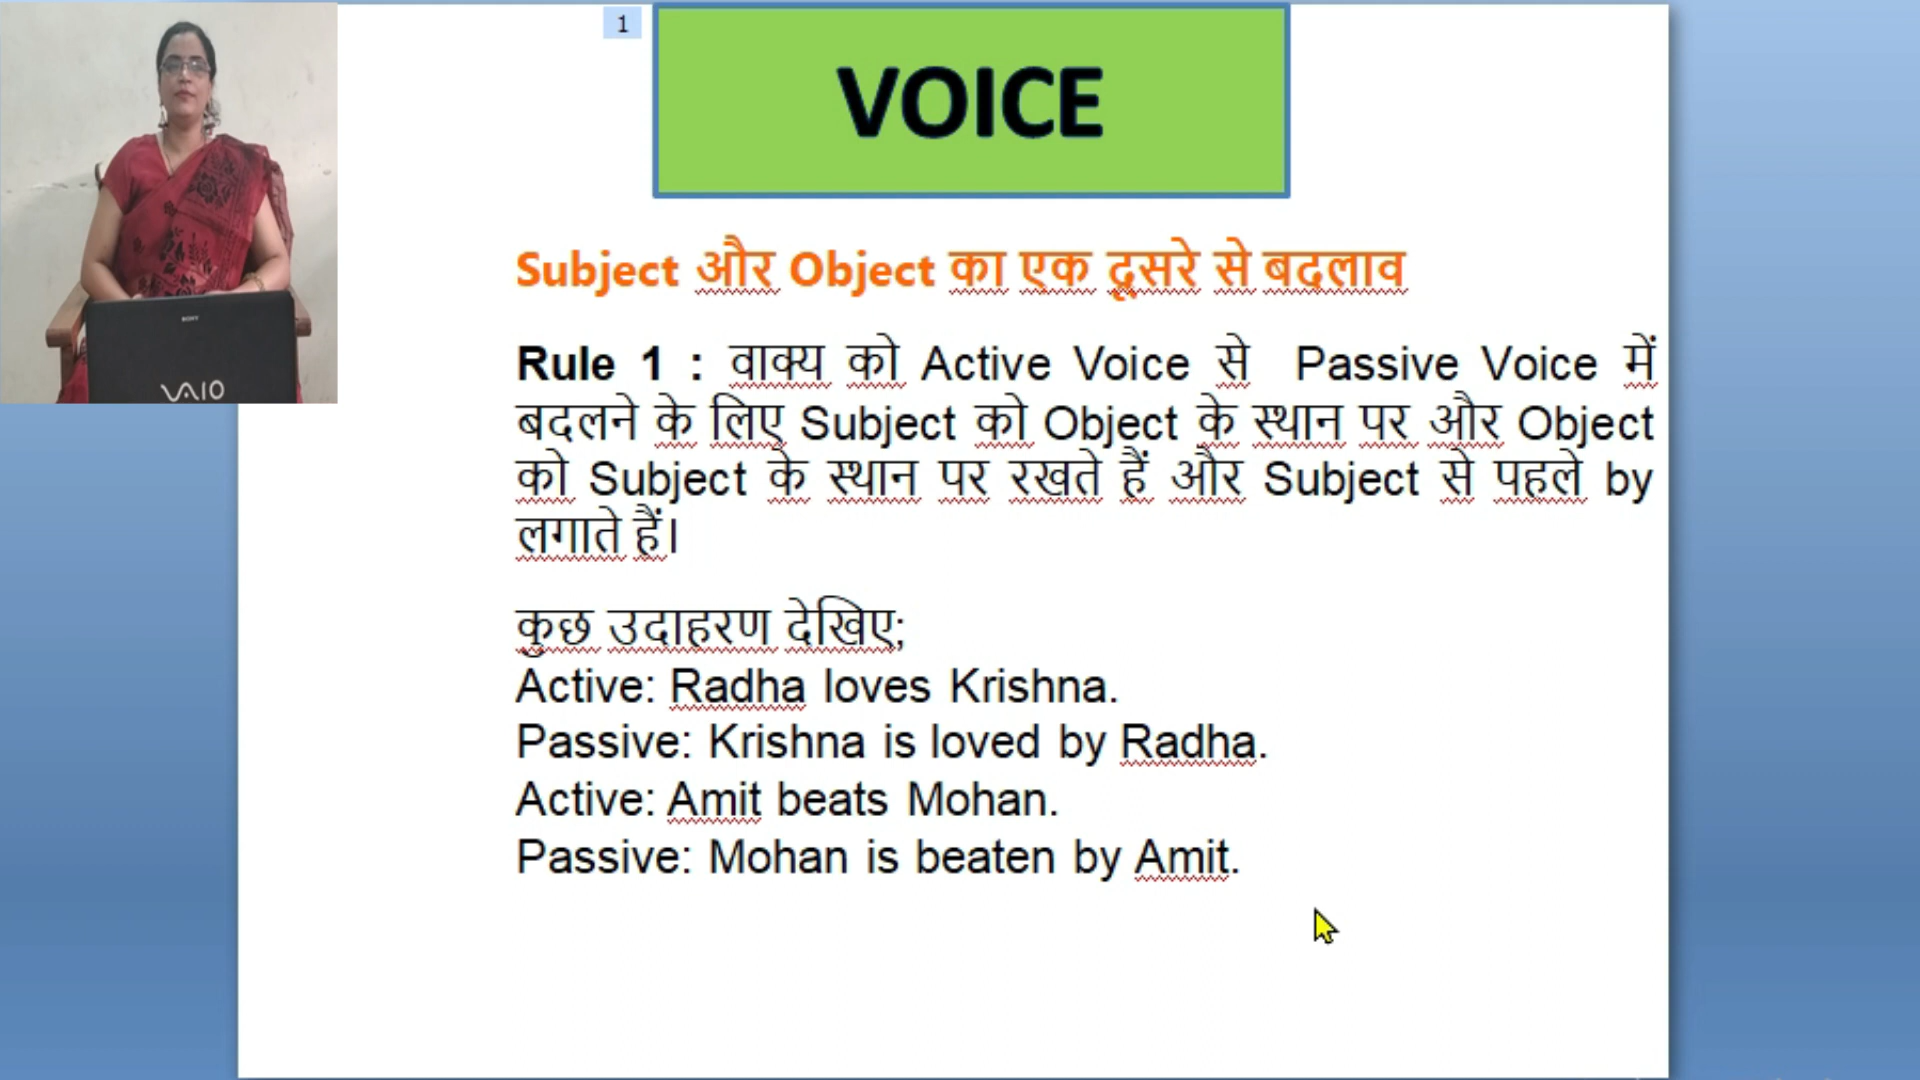 1
VOICE
Subject और Object का एक दूसरे से बदलाव
Rule 1 : वाक्य को Active Voice से Passive Voice में
बदलने के लिए Subject को Object के स्थान पर और Object
को Subject के स्थान पर रखते हैं और Subject से पहले by
लगाते हैं।
कुछ उदाहरण देखिए;
Active: Radha loves Krishna.
Passive: Krishna is loved by Radha.
Active: Amit beats Mohan.
Passive: Mohan is beaten by Amit.
SONY
VAIO